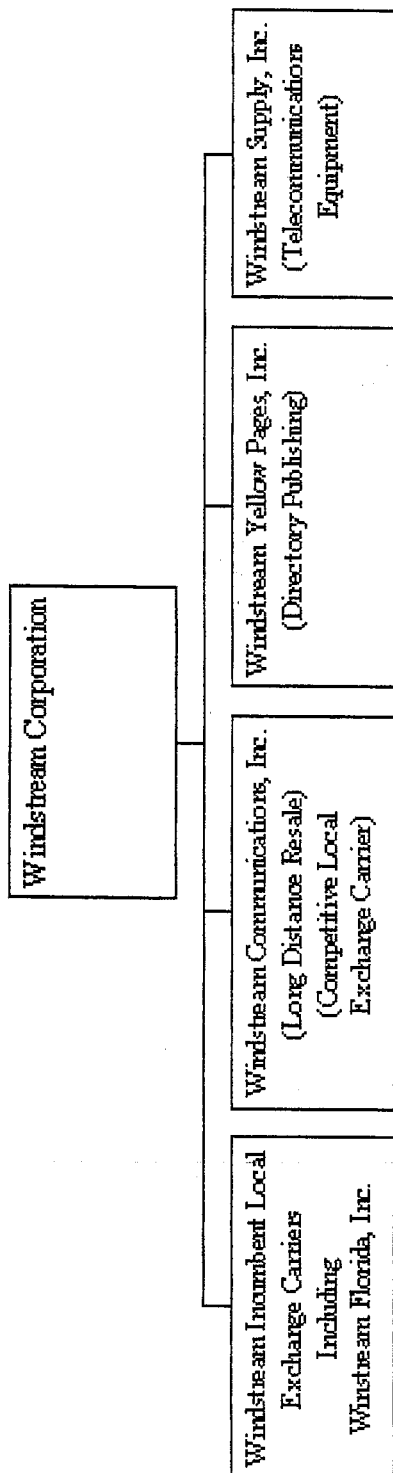 Windstream Corporation
Windstream Incumbent Local
Exchange Carriers
Including
Winstream Florida, Inc.
Windstream Communications, Inc.
(Long Distance Resale)
(Competitive Local
Exchange Carrier)
Windstream Yellow Pages, Inc.
(Directory Publishing)
Windstream Supply, Inc.
(Telecommunications
Equipment)